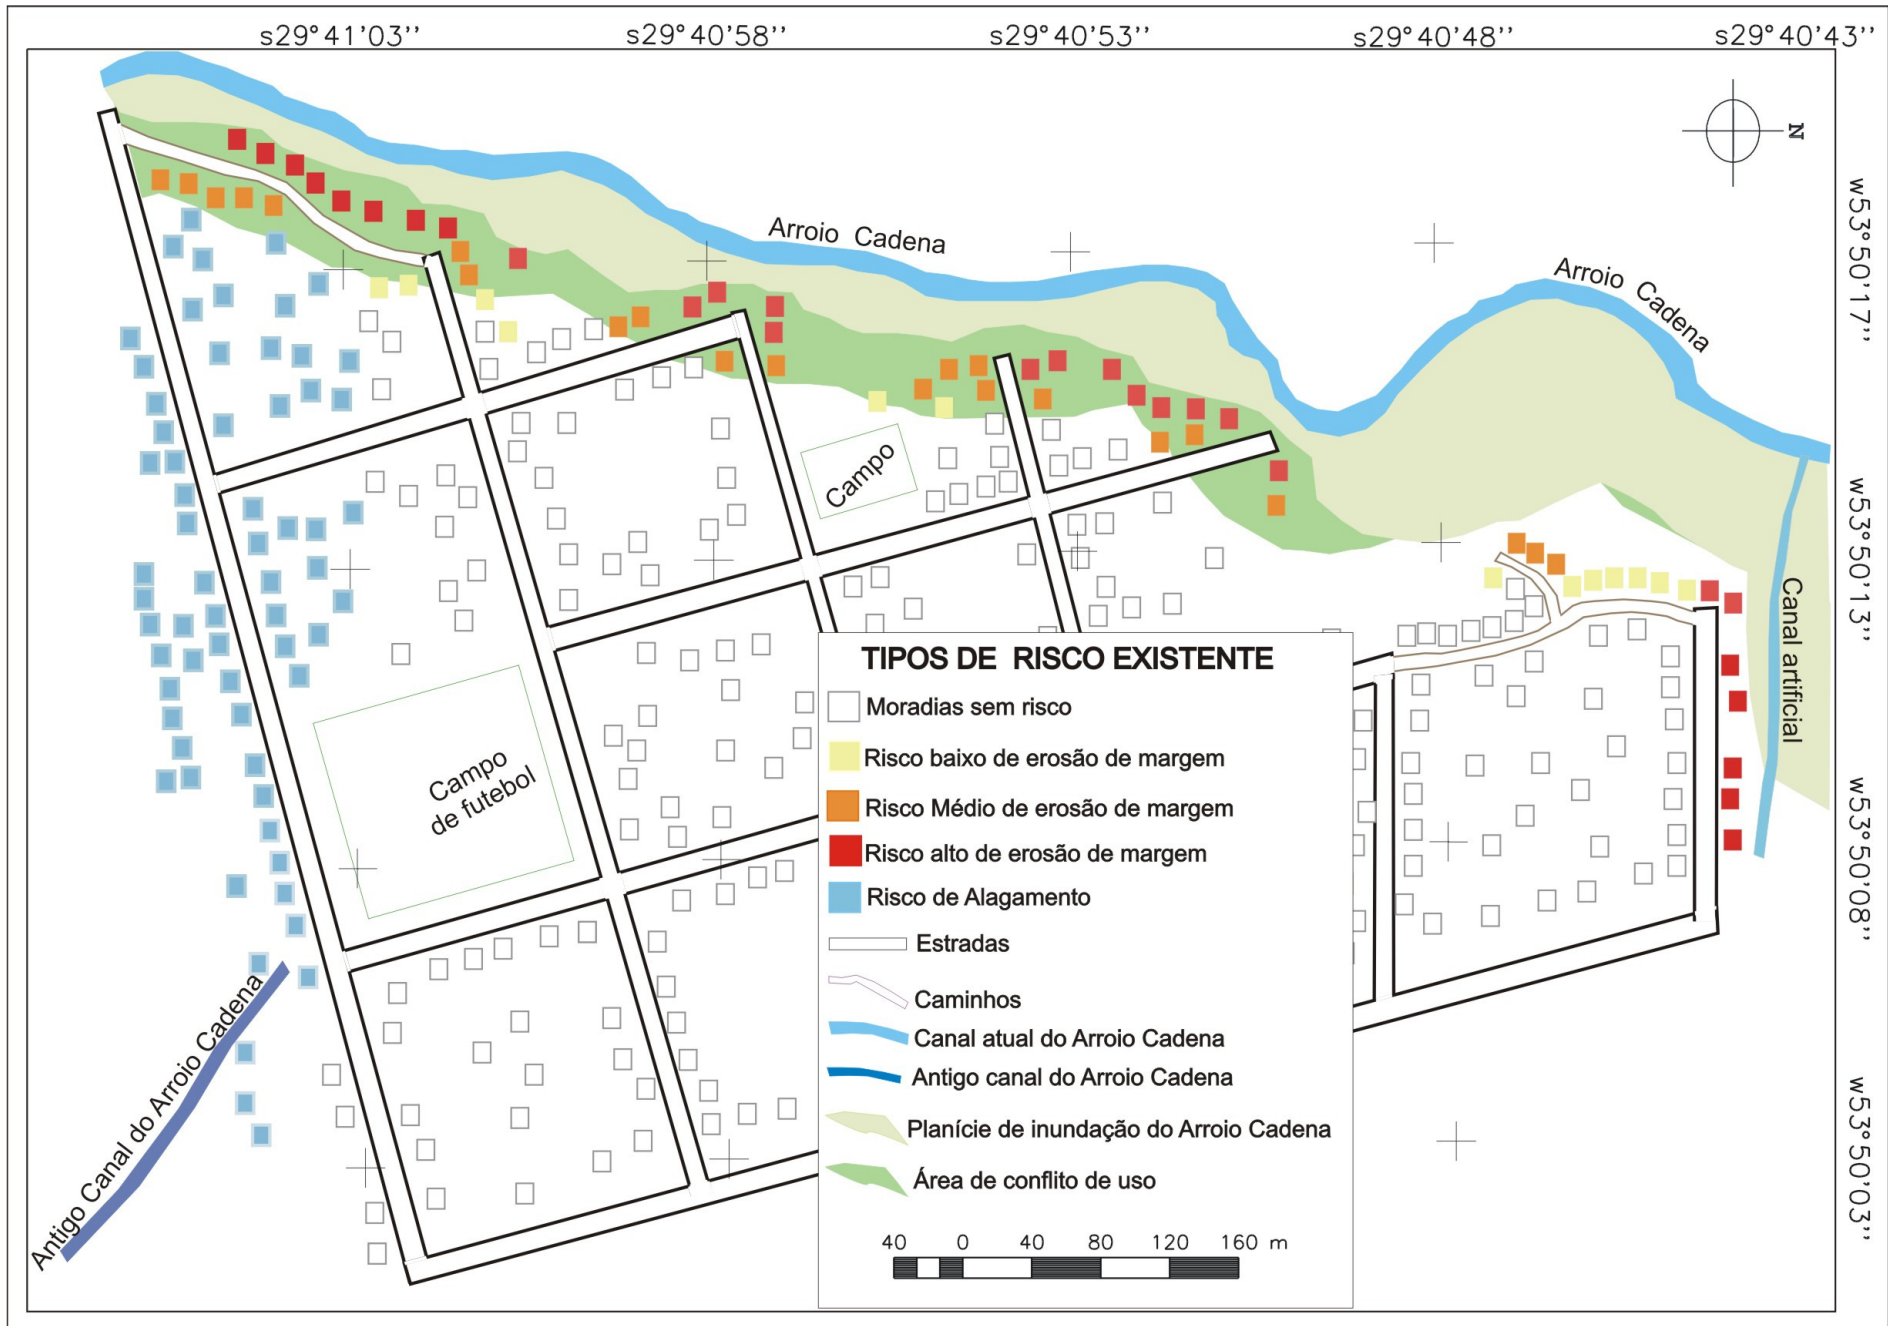 s29°41'03''
s29°40'58''
s29°40'53''
s29°40'48''
s29°40'43''
N
w53°50'17''
w53°50'13''
w53°50'08''
w53°50'03''
Arroio Cadena
Arroio Cadena
Campo
Canal artificial
Campo
de futebol
Antigo Canal do Arroio Cadena
TIPOS DE RISCO EXISTENTE
Moradias sem risco
Risco baixo de erosão de margem
Risco Médio de erosão de margem
Risco alto de erosão de margem
Risco de Alagamento
Estradas
Caminhos
Canal atual do Arroio Cadena
Antigo canal do Arroio Cadena
Planície de inundação do Arroio Cadena
Área de conflito de uso
40 0 40 80 120 160 m